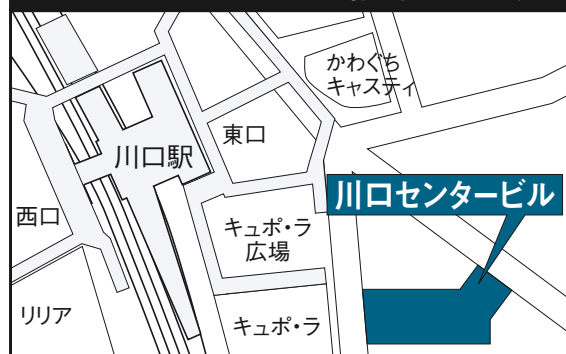 かわぐち
キャスティ
東口
川口駅
川口センタービル
西口
キュポ・ラ
広場
リリア
キュポ・ラ